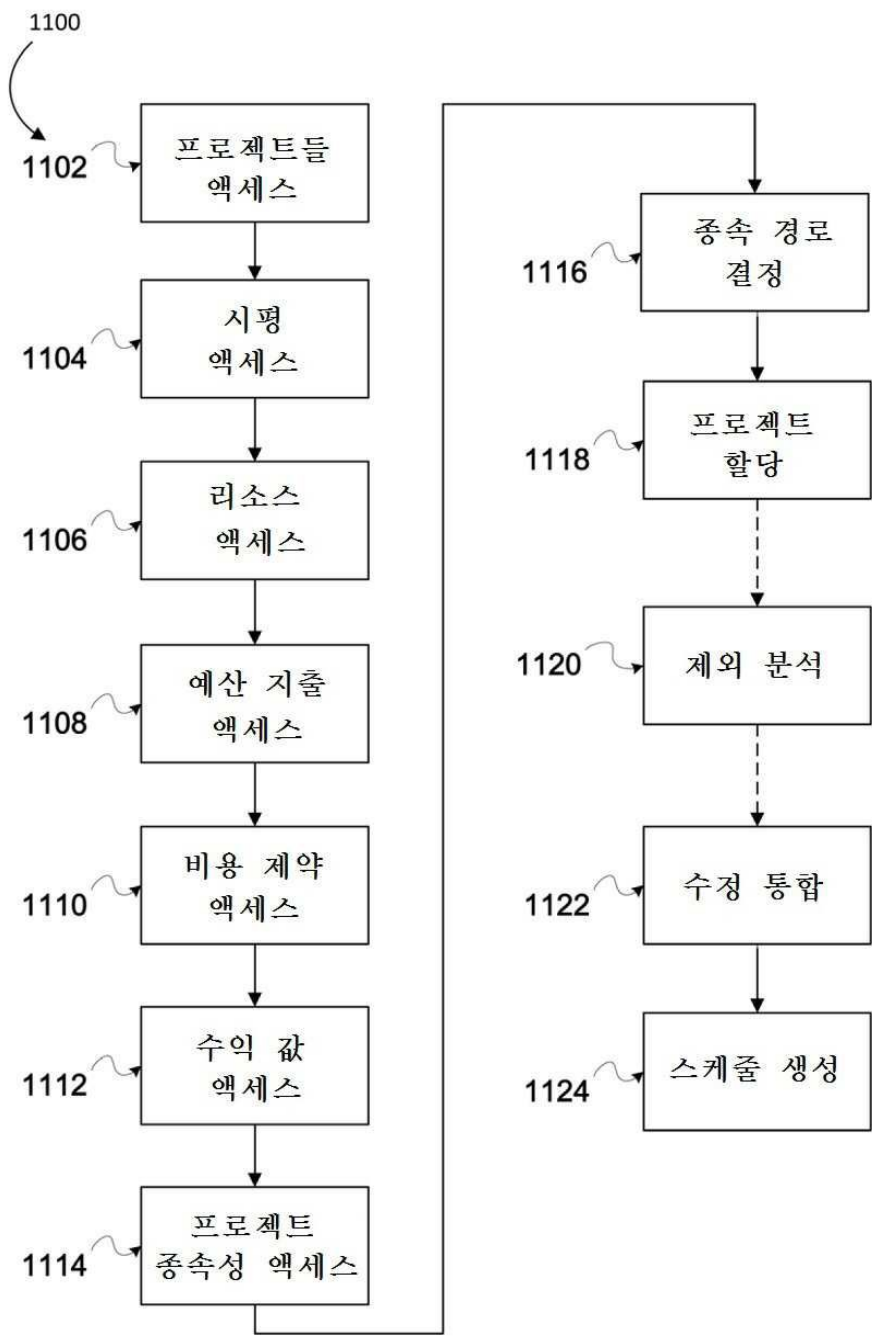 1100
1102
프로젝트들
액세스
1104
시평
액세스
1106
리소스
액세스
1108
예산 지출
액세스
1110
비용 제약
액세스
1112
수익 값
액세스
1114
프로젝트
종속성 액세스
1116
종속 경로
결정
1118
프로젝트
할당
1120
제외 분석
1122
수정 통합
1124
스케줄 생성